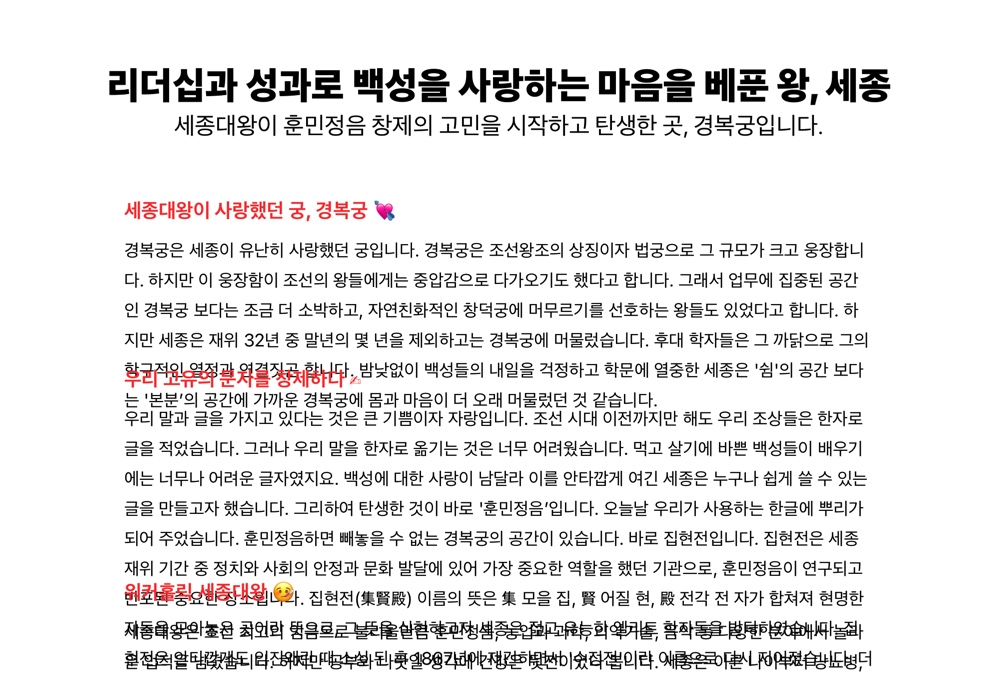 리더십과 성과로 백성을 사랑하는 마음을 베푼 왕, 세종
세종대왕이 훈민정음 창제의 고민을 시작하고 탄생한 곳, 경복궁입니다.
세종대왕이 사랑했던 궁, 경복궁 💘
경복궁은 세종이 유난히 사랑했던 궁입니다. 경복궁은 조선왕조의 상징이자 법궁으로 그 규모가 크고 웅장합니
다. 하지만 이 웅장함이 조선의 왕들에게는 중압감으로 다가오기도 했다고 합니다. 그래서 업무에 집중된 공간
인 경복궁 보다는 조금 더 소박하고, 자연친화적인 창덕궁에 머무르기를 선호하는 왕들도 있었다고 합니다. 하
지만 세종은 재위 32년 중 말년의 몇 년을 제외하고는 경복궁에 머물렀습니다. 후대 학자들은 그 까닭으로 그의
학구적인 열정과 연결짓고 합니다. 밤낮없이 백성들의 내일을 걱정하고 학문에 열중한 세종은 '쉼'의 공간 보다
우리 고유의 문자를 창제하다 ✍
는 '본분'의 공간에 가까운 경복궁에 몸과 마음이 더 오래 머물렀던 것 같습니다.
우리 말과 글을 가지고 있다는 것은 큰 기쁨이자 자랑입니다. 조선 시대 이전까지만 해도 우리 조상들은 한자로
글을 적었습니다. 그러나 우리 말을 한자로 옮기는 것은 너무 어려웠습니다. 먹고 살기에 바쁜 백성들이 배우기
에는 너무나 어려운 글자였지요. 백성에 대한 사랑이 남달라 이를 안타깝게 여긴 세종은 누구나 쉽게 쓸 수 있는
글을 만들고자 했습니다. 그리하여 탄생한 것이 바로 '훈민정음'입니다. 오늘날 우리가 사용하는 한글에 뿌리가
되어 주었습니다. 훈민정음하면 빼놓을 수 없는 경복궁의 공간이 있습니다. 바로 집현전입니다. 집현전은 세종
재위 기간 중 정치와 사회의 안정과 문화 발달에 있어 가장 중요한 역할을 했던 기관으로, 훈민정음이 연구되고
워커홀릭 세종대왕 🤒
반포된 중요한 장소입니다. 집현전(集賢殿) 이름의 뜻은 集 모을 집, 賢 어질 현, 殿 전각 전 자가 합쳐져 현명한